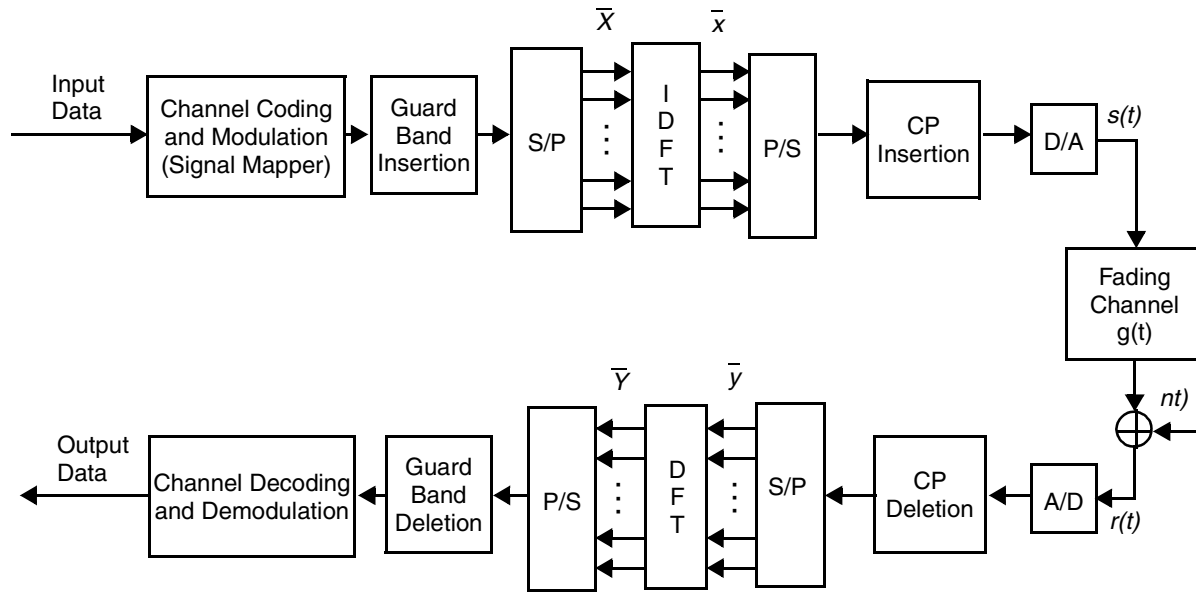 X̅
x̅
Input
Data
Channel Coding
and Modulation
(Signal Mapper)
Guard
Band
Insertion
S/P
I
D
F
T
P/S
CP
Insertion
D/A
s(t)
Fading
Channel
g(t)
nt)
r(t)
A/D
CP
Deletion
S/P
y̅
D
F
T
Y̅
P/S
Guard
Band
Deletion
Channel Decoding
and Demodulation
Output
Data